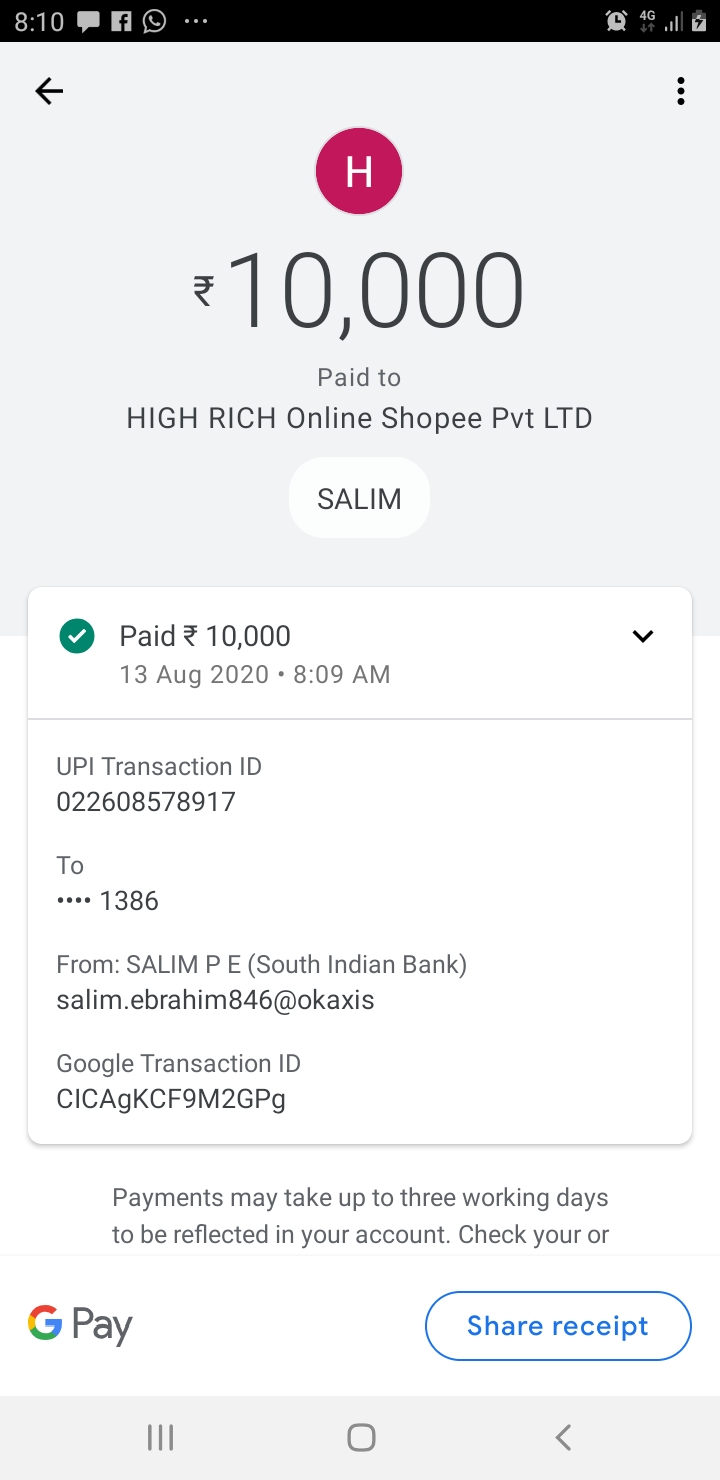 8:10
4G
H
₹10,000
Paid to
HIGH RICH Online Shopee Pvt LTD
SALIM
Paid ₹ 10,000
13 Aug 2020 • 8:09 AM
UPI Transaction ID
022608578917
To
•••• 1386
From: SALIM P E (South Indian Bank)
salim.ebrahim846@okaxis
Google Transaction ID
CICAgKCF9M2GPg
Payments may take up to three working days
to be reflected in your account. Check your or
G Pay
Share receipt